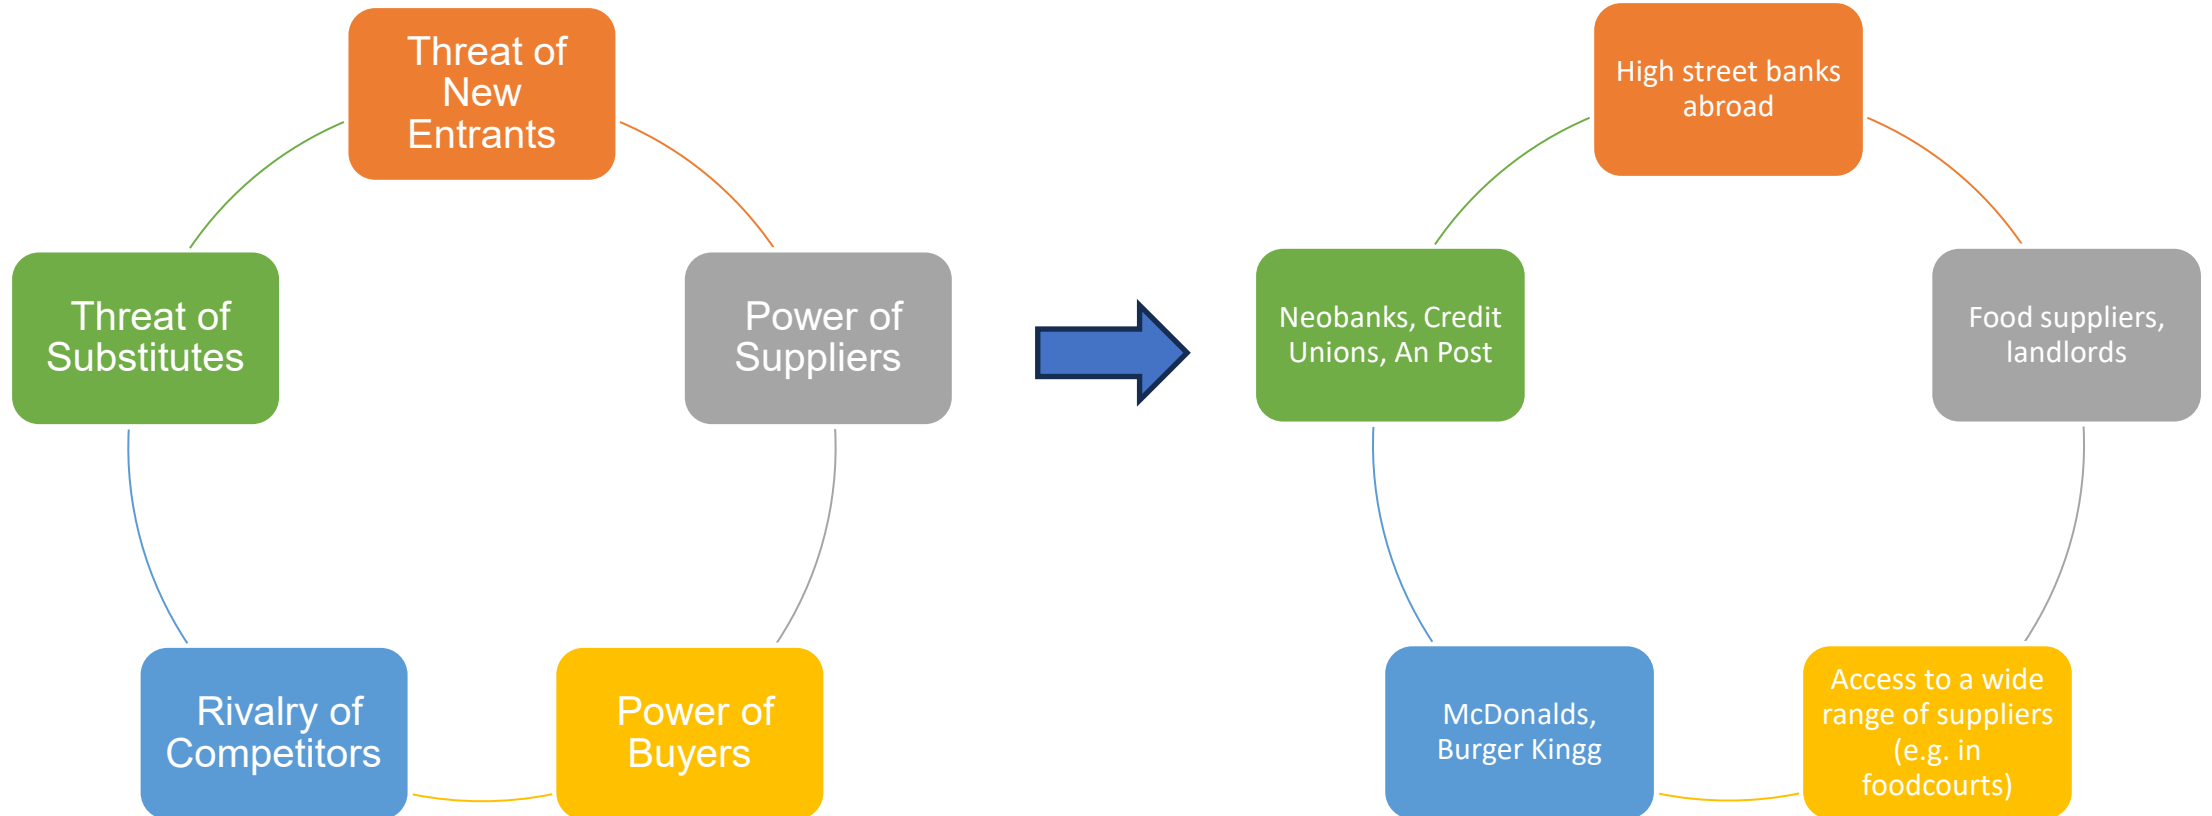 Threat of
New
Entrants
Threat of
Substitutes
Power of
Suppliers
Rivalry of
Competitors
Power of
Buyers
High street banks
abroad
Neobanks, Credit
Unions, An Post
Food suppliers,
landlords
McDonalds,
Burger Kingg
Access to a wide
range of suppliers
(e.g. in
foodcourts)